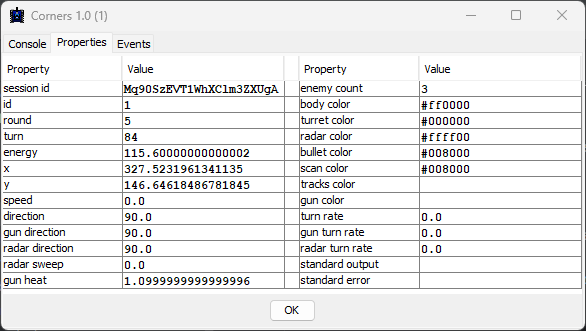 Corners 1.0 (1)
Console Properties Events
Property Value Property Value
session id Mq90SzEVT1WhXClm3ZXUgA enemy count 3
id 1 body color #ff0000
round 5 turret color #000000
turn 84 radar color #ffff00
energy 115.60000000000002 bullet color #008000
x 327.5231961341135 scan color #008000
y 146.64618486781845 tracks color
speed 0.0 gun color
direction 90.0 turn rate 0.0
gun direction 90.0 gun turn rate 0.0
radar direction 90.0 radar turn rate 0.0
radar sweep 0.0 standard output
gun heat 1.0999999999999996 standard error
OK